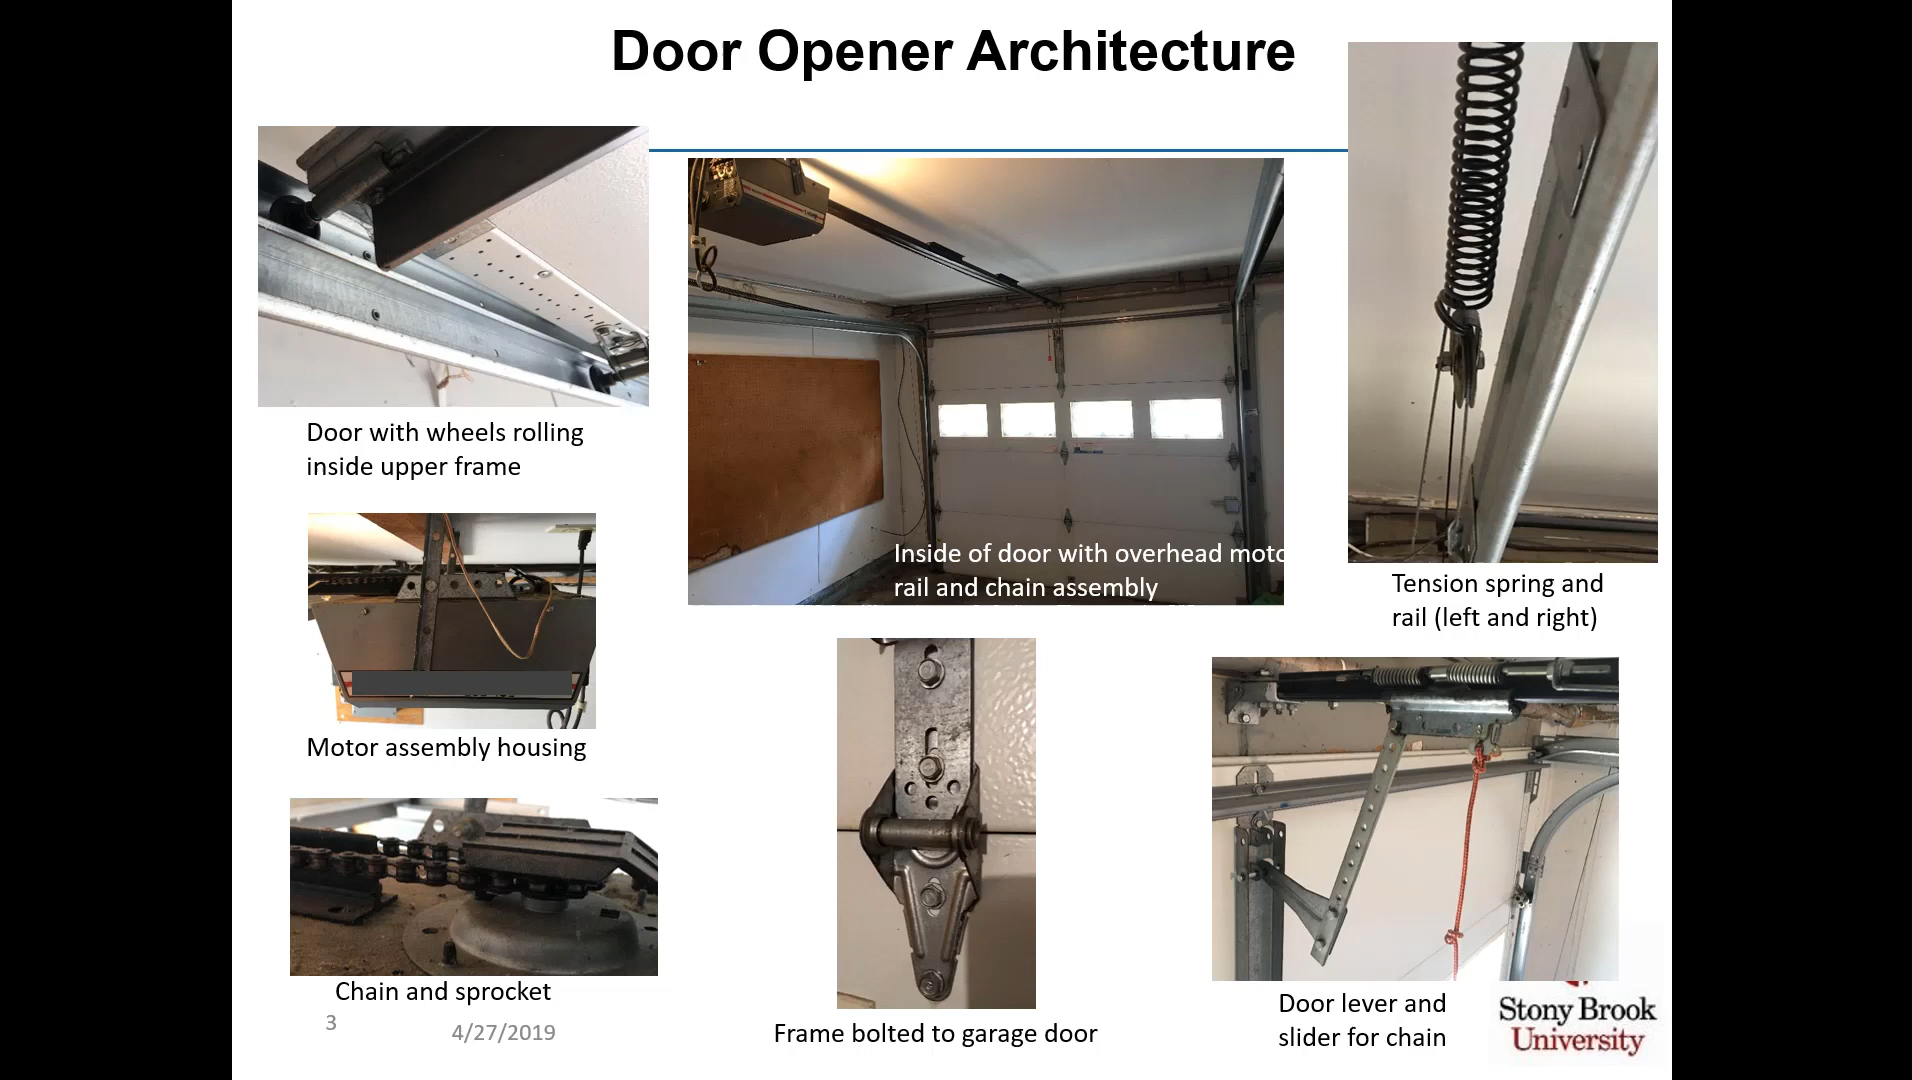 Door Opener Architecture
Door with wheels rolling
inside upper frame
Inside of door with overhead moto
rail and chain assembly
Tension spring and
rail (left and right)
Motor assembly housing
Chain and sprocket
Frame bolted to garage door
Door lever and
slider for chain
3
4/27/2019
Stony Brook
University